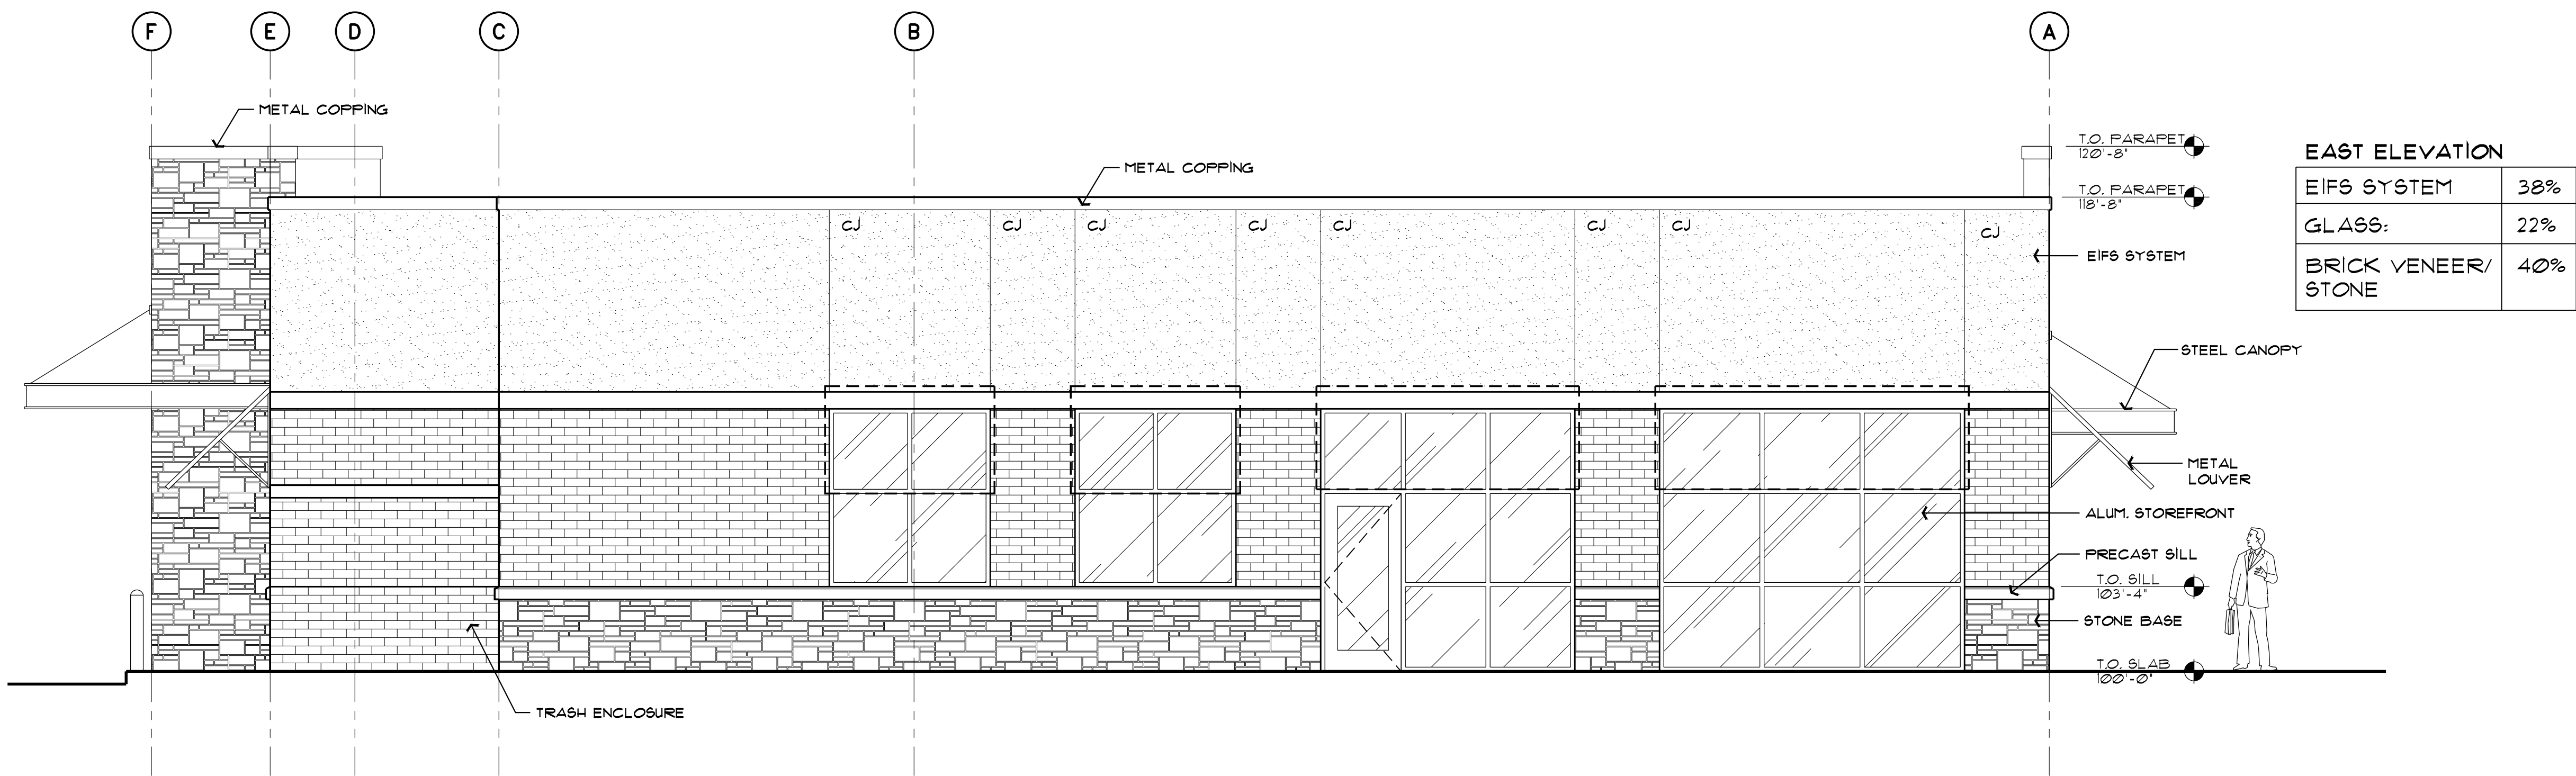 F
E
D
C
B
A
METAL COPPING
METAL COPPING
T.O. PARAPET
120'-8"
T.O. PARAPET
118'-8"
EAST ELEVATION
EIFS SYSTEM 38%
GLASS: 22%
BRICK VENEER/ 40%
STONE
CJ
CJ
CJ
CJ
CJ
CJ
CJ
CJ
EIFS SYSTEM
STEEL CANOPY
METAL
LOUVER
ALUM. STOREFRONT
PRECAST SILL
T.O. SILL
103'-4"
STONE BASE
T.O. SLAB
100'-0"
TRASH ENCLOSURE